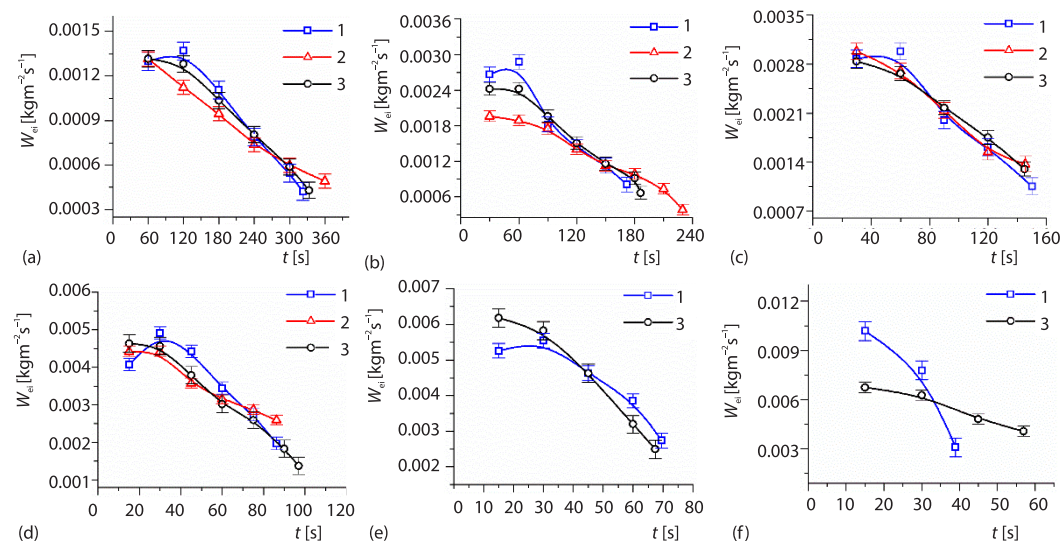 0.0015
0.0012
0.0009
0.0006
0.0003
W_ei [kgm⁻²s⁻¹]
1
2
3
0 60 120 180 240 300 360
(a)
t [s]
0.0036
0.0030
0.0024
0.0018
0.0012
0.0006
W_ei [kgm⁻²s⁻¹]
1
2
3
0 60 120 180 240
(b)
t [s]
0.0035
0.0028
0.0021
0.0014
0.0007
W_ei [kgm⁻²s⁻¹]
1
2
3
0 40 80 120 160
(c)
t [s]
0.006
0.005
0.004
0.003
0.002
0.001
W_ei [kgm⁻²s⁻¹]
1
2
3
0 20 40 60 80 100 120
(d)
t [s]
0.007
0.006
0.005
0.004
0.003
0.002
W_ei [kgm⁻²s⁻¹]
1
3
0 10 20 30 40 50 60 70 80
(e)
t [s]
0.012
0.009
0.006
0.003
W_ei [kgm⁻²s⁻¹]
1
3
0 10 20 30 40 50 60
(f)
t [s]